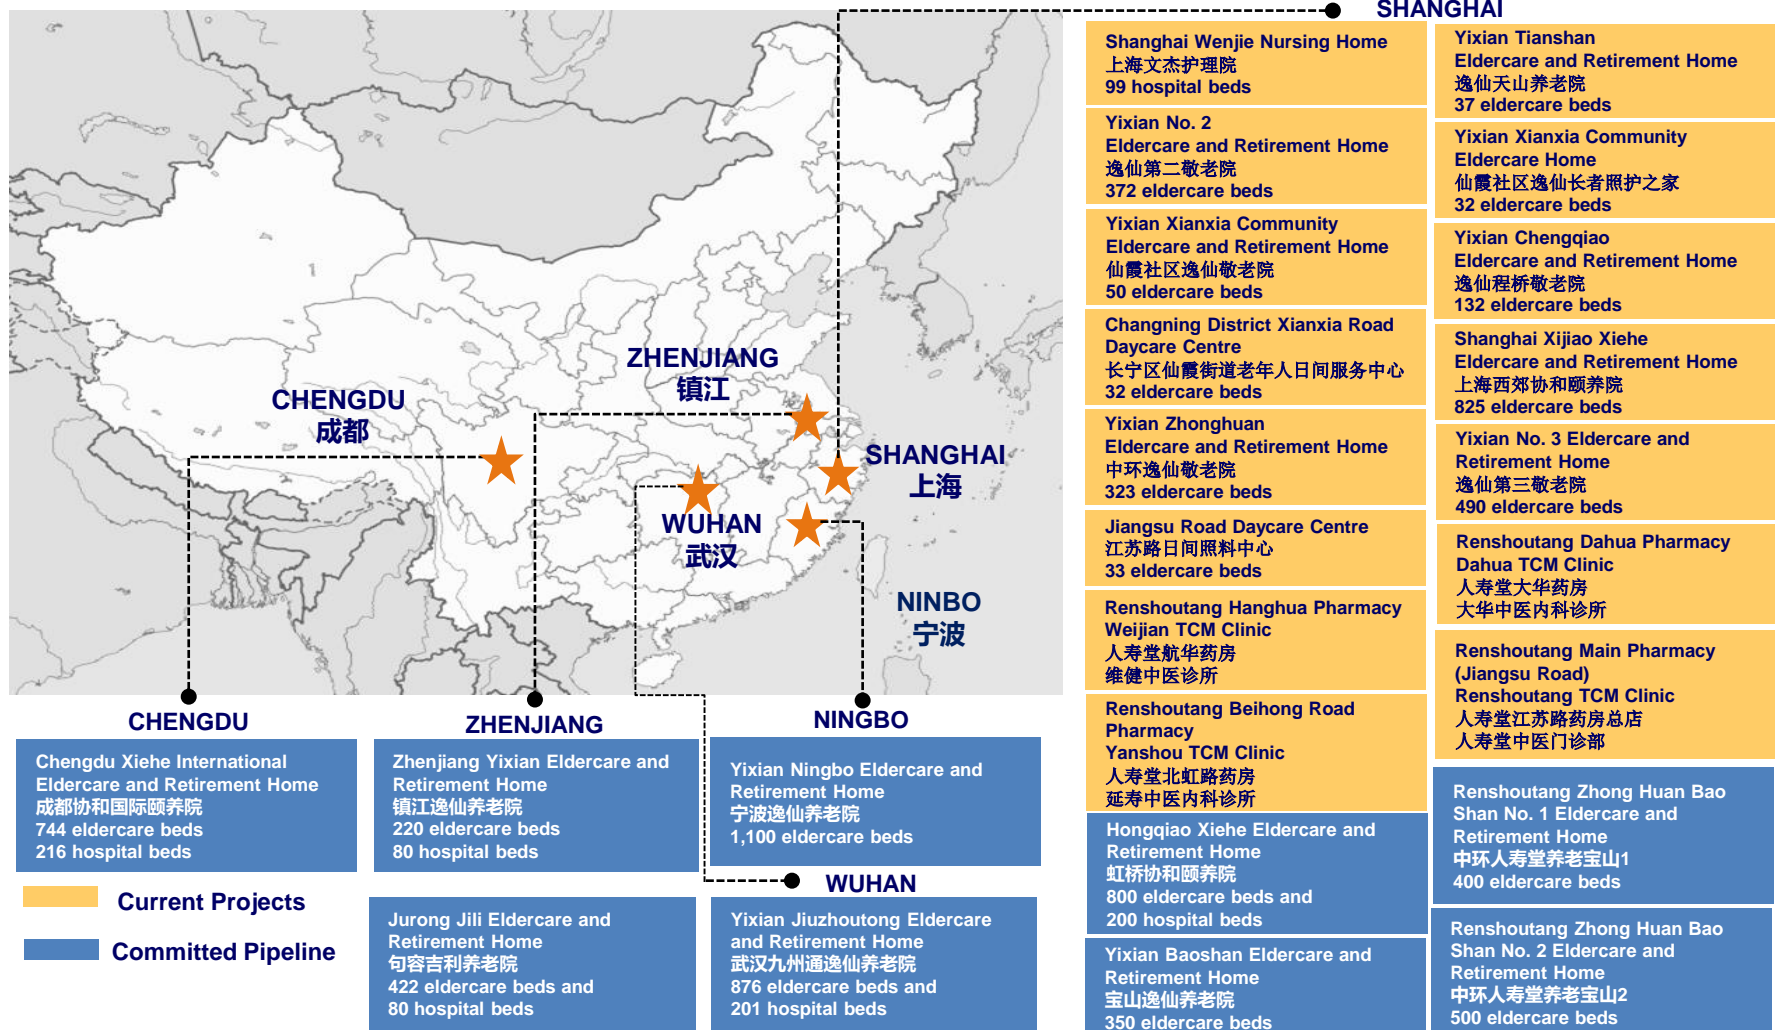 SHANGHAI
ZHENJIANG
镇江
CHENGDU
成都
SHANGHAI
上海
WUHAN
武汉
NINBO
宁波
CHENGDU
Chengdu Xiehe International
Eldercare and Retirement Home
成都协和国际颐养院
744 eldercare beds
216 hospital beds
ZHENJIANG
Zhenjiang Yixian Eldercare and
Retirement Home
镇江逸仙养老院
220 eldercare beds
80 hospital beds
Jurong Jili Eldercare and
Retirement Home
句容吉利养老院
422 eldercare beds and
80 hospital beds
NINGBO
Yixian Ningbo Eldercare and
Retirement Home
宁波逸仙养老院
1,100 eldercare beds
WUHAN
Yixian Jiuzhoutong Eldercare
and Retirement Home
武汉九州通逸仙养老院
876 eldercare beds and
201 hospital beds
Current Projects
Committed Pipeline
Shanghai Wenjie Nursing Home
上海文杰护理院
99 hospital beds
Yixian No. 2
Eldercare and Retirement Home
逸仙第二敬老院
372 eldercare beds
Yixian Xianxia Community
Eldercare and Retirement Home
仙霞社区逸仙敬老院
50 eldercare beds
Changning District Xianxia Road
Daycare Centre
长宁区仙霞街道老年人日间服务中心
32 eldercare beds
Yixian Zhonghuan
Eldercare and Retirement Home
中环逸仙敬老院
323 eldercare beds
Jiangsu Road Daycare Centre
江苏路日间照料中心
33 eldercare beds
Renshoutang Hanghua Pharmacy
Weijian TCM Clinic
人寿堂航华药房
维健中医诊所
Renshoutang Beihong Road
Pharmacy
Yanshou TCM Clinic
人寿堂北虹路药房
延寿中医内科诊所
Hongqiao Xiehe Eldercare and
Retirement Home
虹桥协和颐养院
800 eldercare beds and
200 hospital beds
Yixian Baoshan Eldercare and
Retirement Home
宝山逸仙养老院
350 eldercare beds
Yixian Tianshan
Eldercare and Retirement Home
逸仙天山养老院
37 eldercare beds
Yixian Xianxia Community
Eldercare Home
仙霞社区逸仙长者照护之家
32 eldercare beds
Yixian Chengqiao
Eldercare and Retirement Home
逸仙程桥敬老院
132 eldercare beds
Shanghai Xijiao Xiehe
Eldercare and Retirement Home
上海西郊协和颐养院
825 eldercare beds
Yixian No. 3 Eldercare and
Retirement Home
逸仙第三敬老院
490 eldercare beds
Renshoutang Dahua Pharmacy
Dahua TCM Clinic
人寿堂大华药房
大华中医内科诊所
Renshoutang Main Pharmacy
(Jiangsu Road)
Renshoutang TCM Clinic
人寿堂江苏路药房总店
人寿堂中医门诊部
Renshoutang Zhong Huan Bao
Shan No. 1 Eldercare and
Retirement Home
中环人寿堂养老宝山1
400 eldercare beds
Renshoutang Zhong Huan Bao
Shan No. 2 Eldercare and
Retirement Home
中环人寿堂养老宝山2
500 eldercare beds